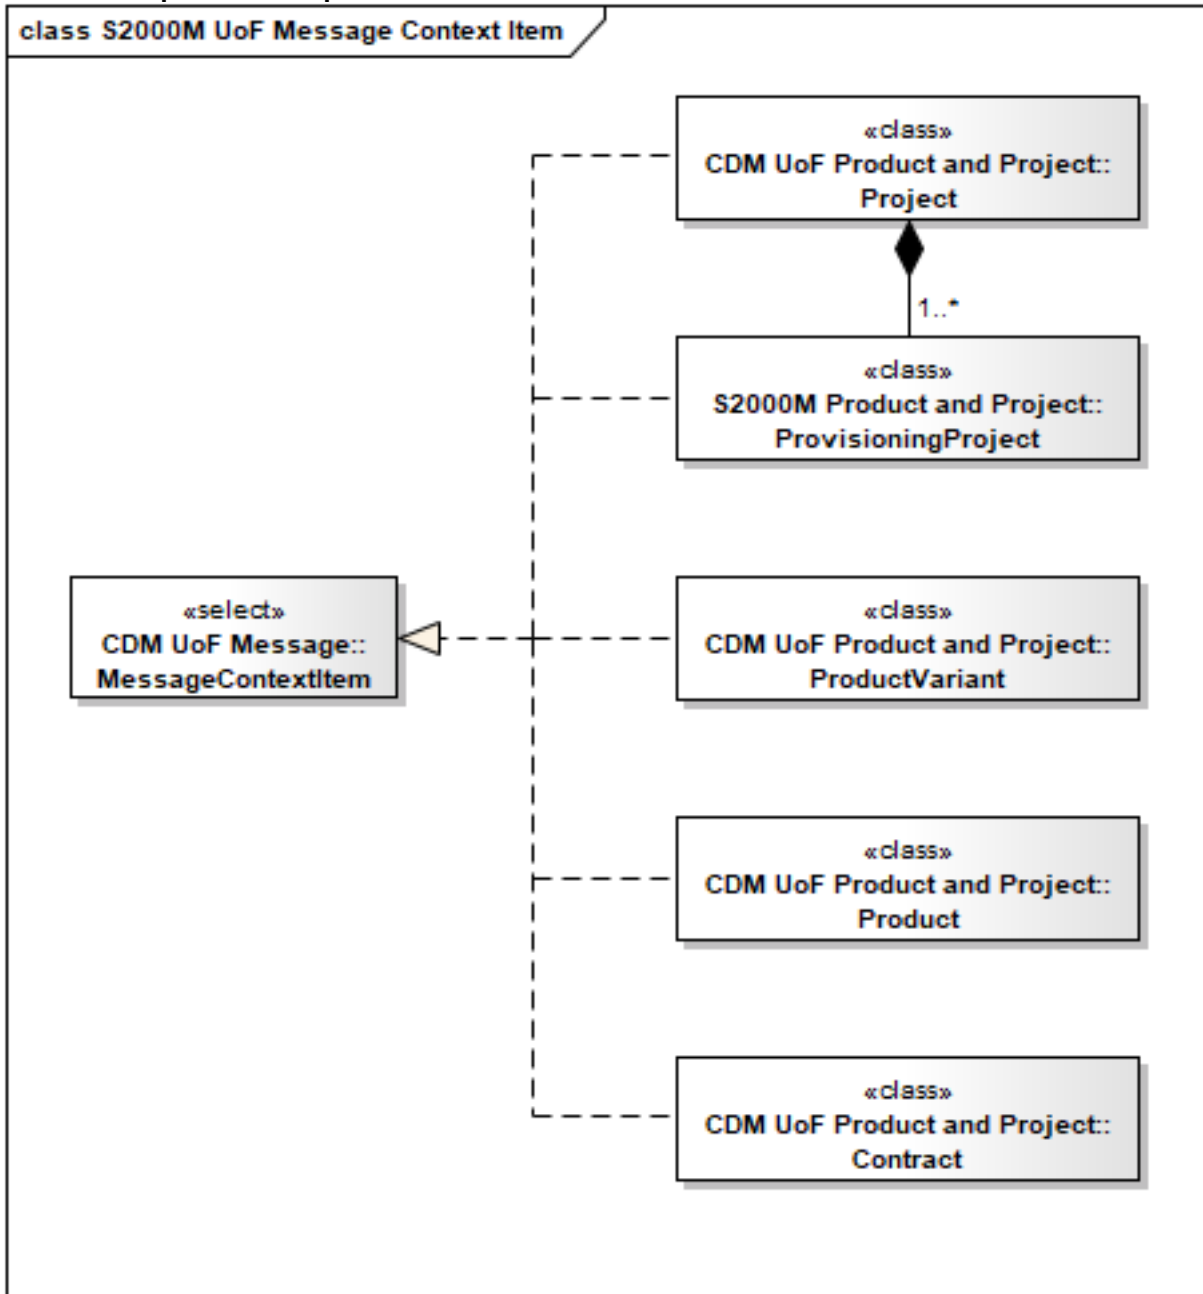 class S2000M UoF Message Context Item
«class»
CDM UoF Product and Project::
Project
1..*
«class»
S2000M Product and Project::
ProvisioningProject
«select»
CDM UoF Message::
MessageContextItem
«class»
CDM UoF Product and Project::
ProductVariant
«class»
CDM UoF Product and Project::
Product
«class»
CDM UoF Product and Project::
Contract